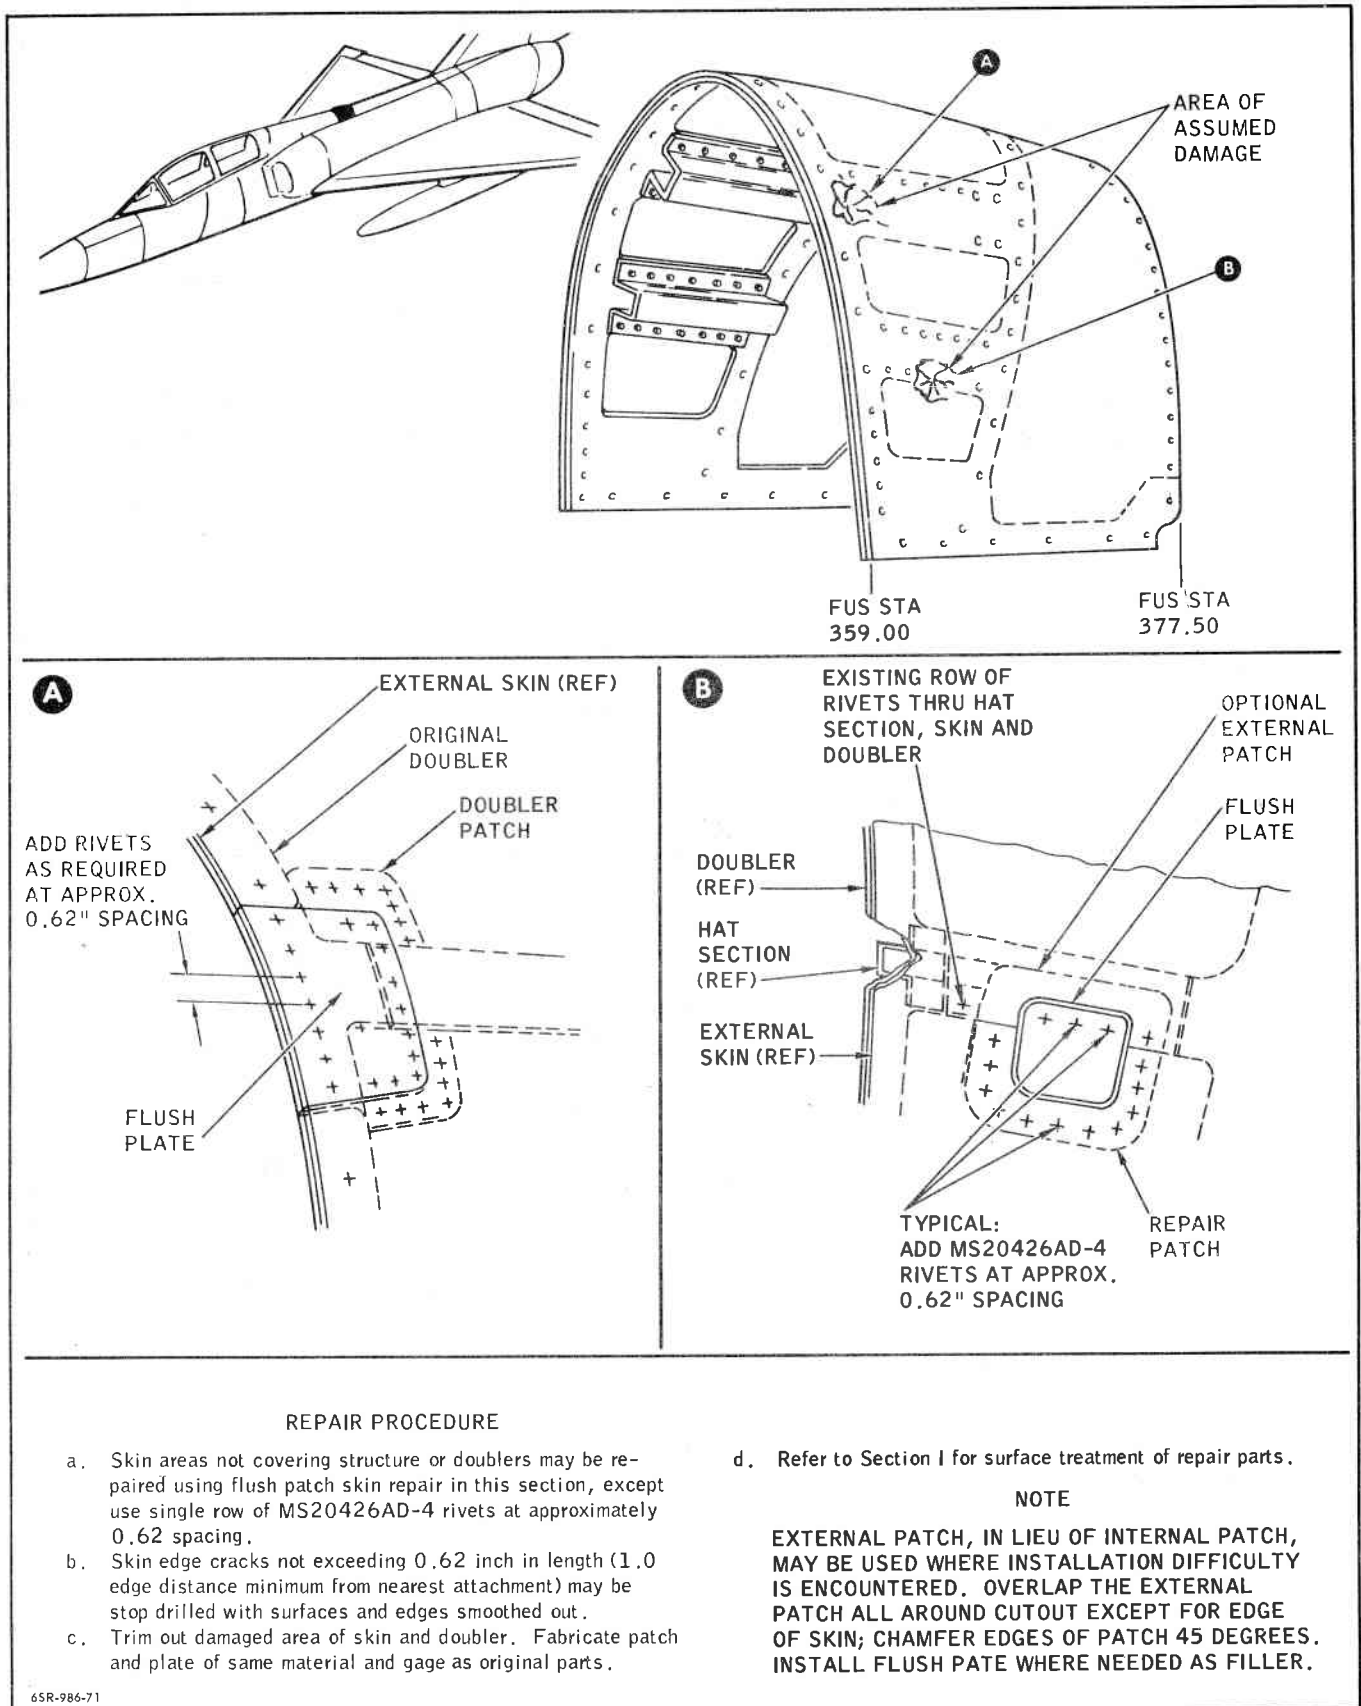 A
AREA OF
ASSUMED
DAMAGE
B
FUS STA
359.00
FUS STA
377.50
A
EXTERNAL SKIN (REF)
ORIGINAL
DOUBLER
DOUBLER
PATCH
ADD RIVETS
AS REQUIRED
AT APPROX.
0.62" SPACING
FLUSH
PLATE
B
EXISTING ROW OF
RIVETS THRU HAT
SECTION, SKIN AND
DOUBLER
OPTIONAL
EXTERNAL
PATCH
FLUSH
PLATE
DOUBLER
(REF)
HAT
SECTION
(REF)
EXTERNAL
SKIN (REF)
TYPICAL:
ADD MS20426AD-4
RIVETS AT APPROX.
0.62" SPACING
REPAIR
PATCH
REPAIR PROCEDURE
a. Skin areas not covering structure or doublers may be re-
paired using flush patch skin repair in this section, except
use single row of MS20426AD-4 rivets at approximately
0.62 spacing.
b. Skin edge cracks not exceeding 0.62 inch in length (1.0
edge distance minimum from nearest attachment) may be
stop drilled with surfaces and edges smoothed out.
c. Trim out damaged area of skin and doubler. Fabricate patch
and plate of same material and gage as original parts.
d. Refer to Section I for surface treatment of repair parts.
NOTE
EXTERNAL PATCH, IN LIEU OF INTERNAL PATCH,
MAY BE USED WHERE INSTALLATION DIFFICULTY
IS ENCOUNTERED. OVERLAP THE EXTERNAL
PATCH ALL AROUND CUTOUT EXCEPT FOR EDGE
OF SKIN; CHAMFER EDGES OF PATCH 45 DEGREES.
INSTALL FLUSH PATE WHERE NEEDED AS FILLER.
6SR-986-71